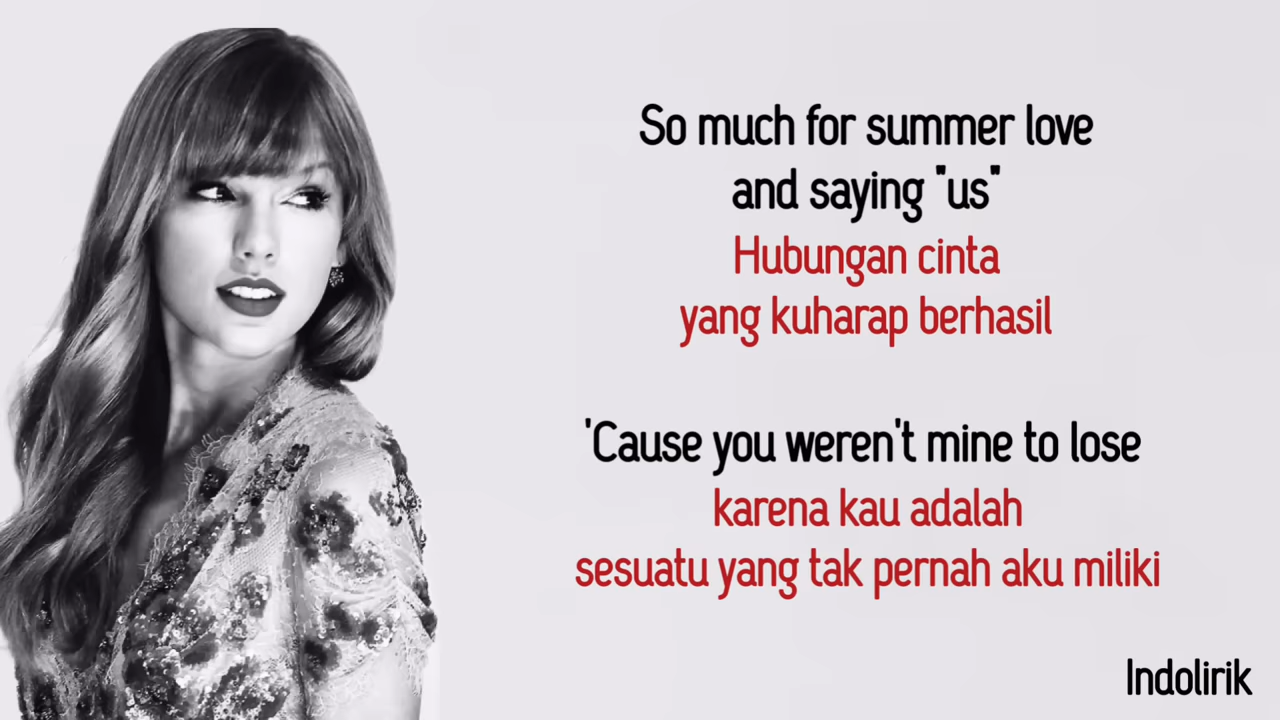 So much for summer love
and saying "us"
Hubungan cinta
yang kuharap berhasil
'Cause you weren't mine to lose
karena kau adalah
sesuatu yang tak pernah aku miliki
Indolirik